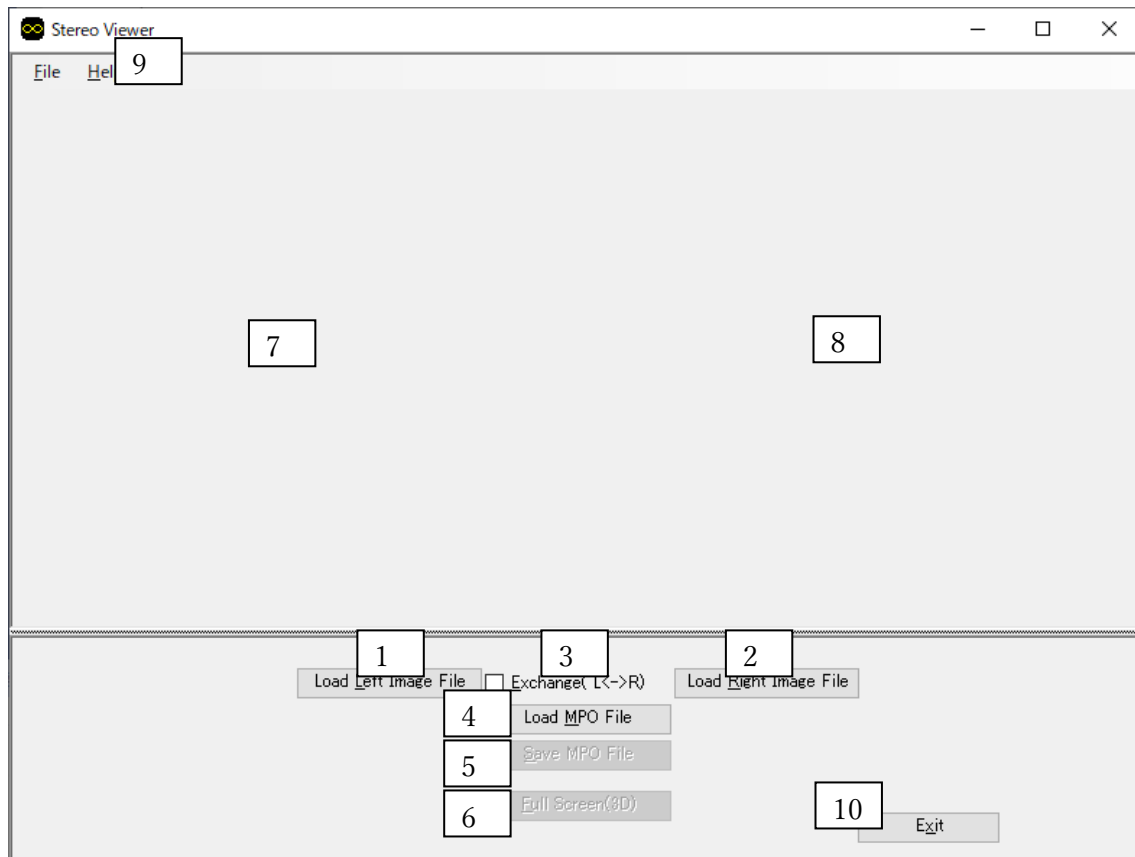 Stereo Viewer
File Hel
9
7
8
1
3
2
Load Left Image File
Exchange( L<->R)
Load Right Image File
4
Load MPO File
5
Save MPO File
6
Full Screen(3D)
10
Exit